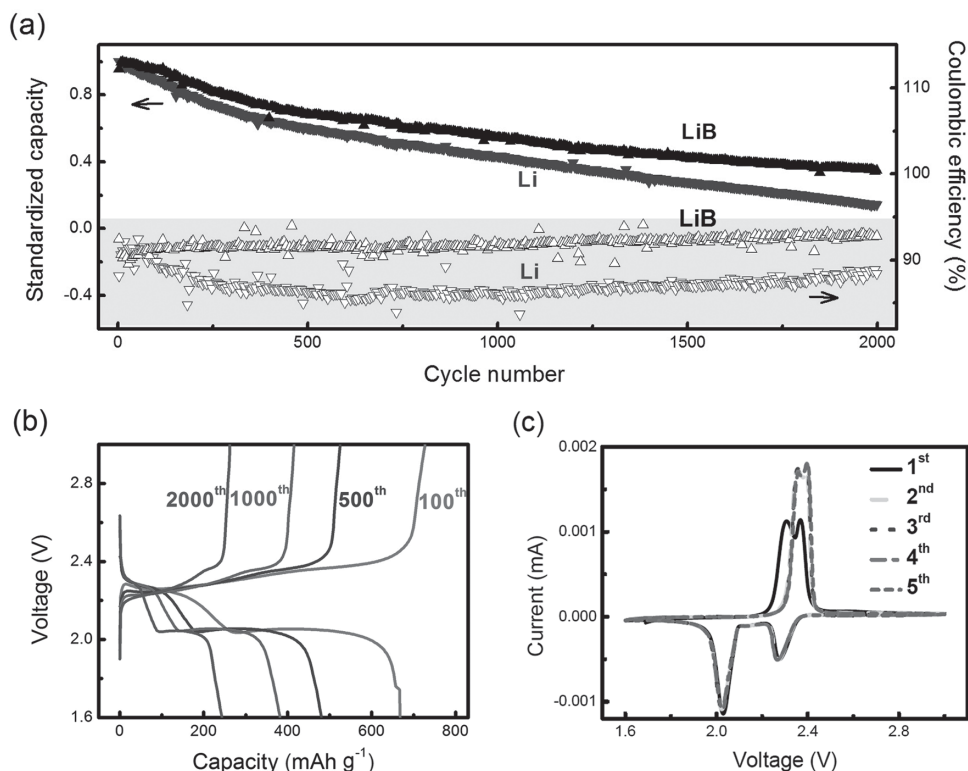 (a)
Standardized capacity
0.8
0.4
0.0
-0.4
LiB
Li
LiB
Li
110
100
90
Coulombic efficiency (%)
0
500
1000
1500
2000
Cycle number
(b)
Voltage (V)
2.8
2.4
2.0
1.6
2000th
1000th
500th
100th
0
200
400
600
800
Capacity (mAh g-1)
(c)
Current (mA)
0.002
0.001
0.000
-0.001
1st
2nd
3rd
4th
5th
1.6
2.0
2.4
2.8
Voltage (V)